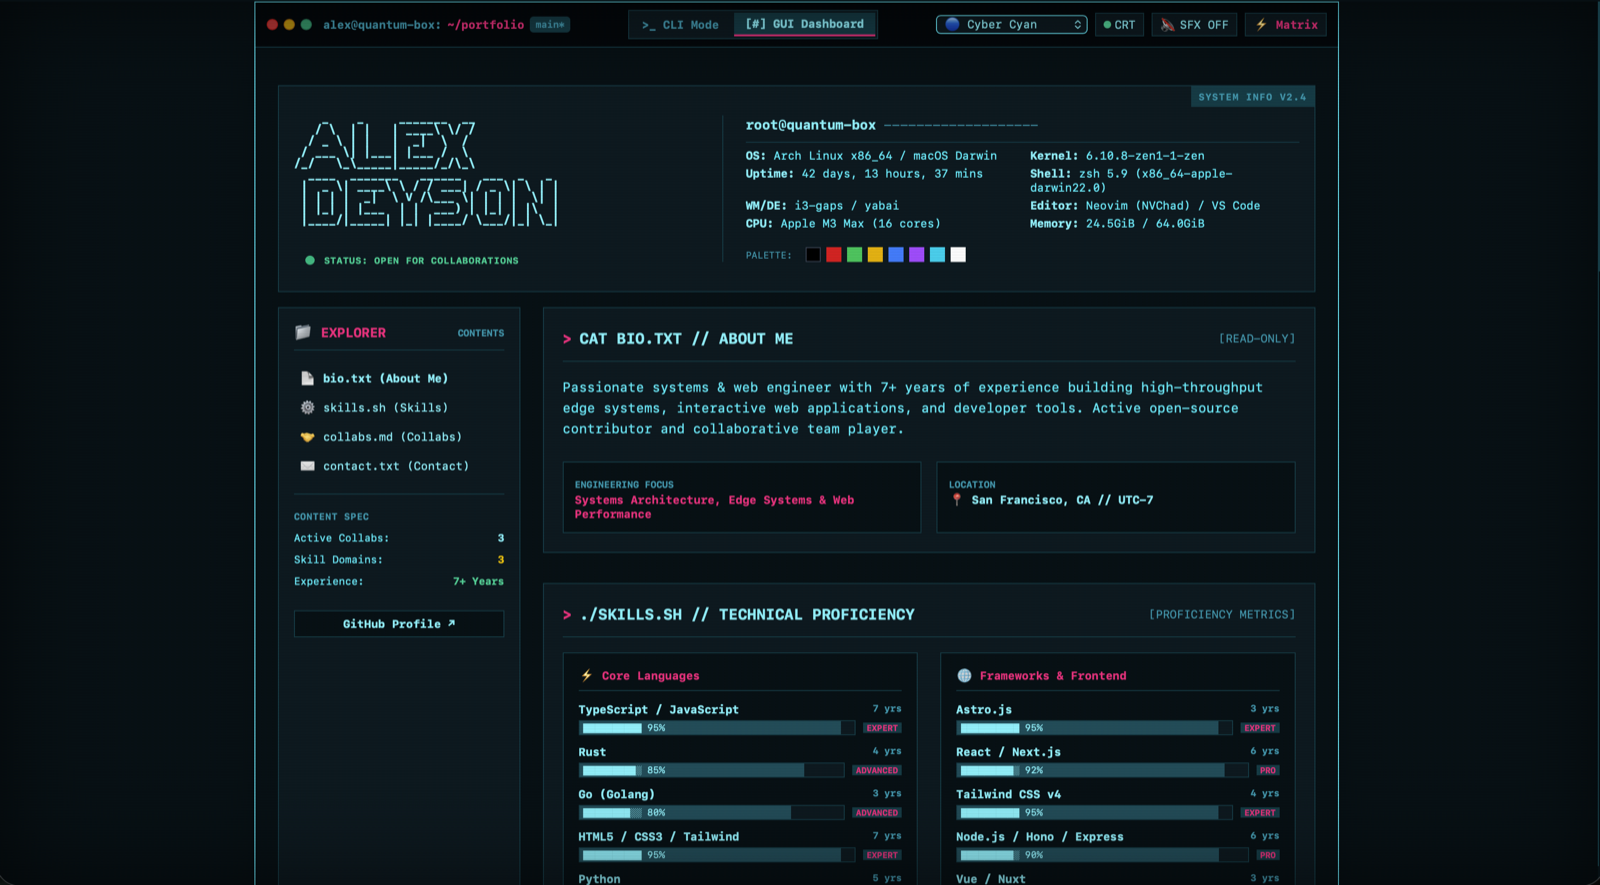 alex@quantum-box: ~/portfolio main*
>_ CLI Mode
[#] GUI Dashboard
Cyber Cyan
CRT
SFX OFF
Matrix
SYSTEM INFO V2.4
ALEX
DEYSON
STATUS: OPEN FOR COLLABORATIONS
root@quantum-box ----------------------
OS: Arch Linux x86_64 / macOS Darwin
Kernel: 6.10.8-zen1-1-zen
Uptime: 42 days, 13 hours, 37 mins
Shell: zsh 5.9 (x86_64-apple-
darwin22.0)
WM/DE: i3-gaps / yabai
Editor: Neovim (NVChad) / VS Code
CPU: Apple M3 Max (16 cores)
Memory: 24.5GiB / 64.0GiB
PALETTE:
EXPLORER
CONTENTS
bio.txt (About Me)
skills.sh (Skills)
collabs.md (Collabs)
contact.txt (Contact)
CONTENT SPEC
Active Collabs: 3
Skill Domains: 3
Experience: 7+ Years
GitHub Profile ↗
> CAT BIO.TXT // ABOUT ME
[READ-ONLY]
Passionate systems & web engineer with 7+ years of experience building high-throughput
edge systems, interactive web applications, and developer tools. Active open-source
contributor and collaborative team player.
ENGINEERING FOCUS
Systems Architecture, Edge Systems & Web
Performance
LOCATION
San Francisco, CA // UTC-7
> ./SKILLS.SH // TECHNICAL PROFICIENCY
[PROFICIENCY METRICS]
Core Languages
TypeScript / JavaScript 7 yrs
95% EXPERT
Rust 4 yrs
85% ADVANCED
Go (Golang) 3 yrs
80% ADVANCED
HTML5 / CSS3 / Tailwind 7 yrs
95% EXPERT
Python 5 yrs
Frameworks & Frontend
Astro.js 3 yrs
95% EXPERT
React / Next.js 6 yrs
92% PRO
Tailwind CSS v4 4 yrs
95% EXPERT
Node.js / Hono / Express 6 yrs
90% PRO
Vue / Nuxt 3 yrs